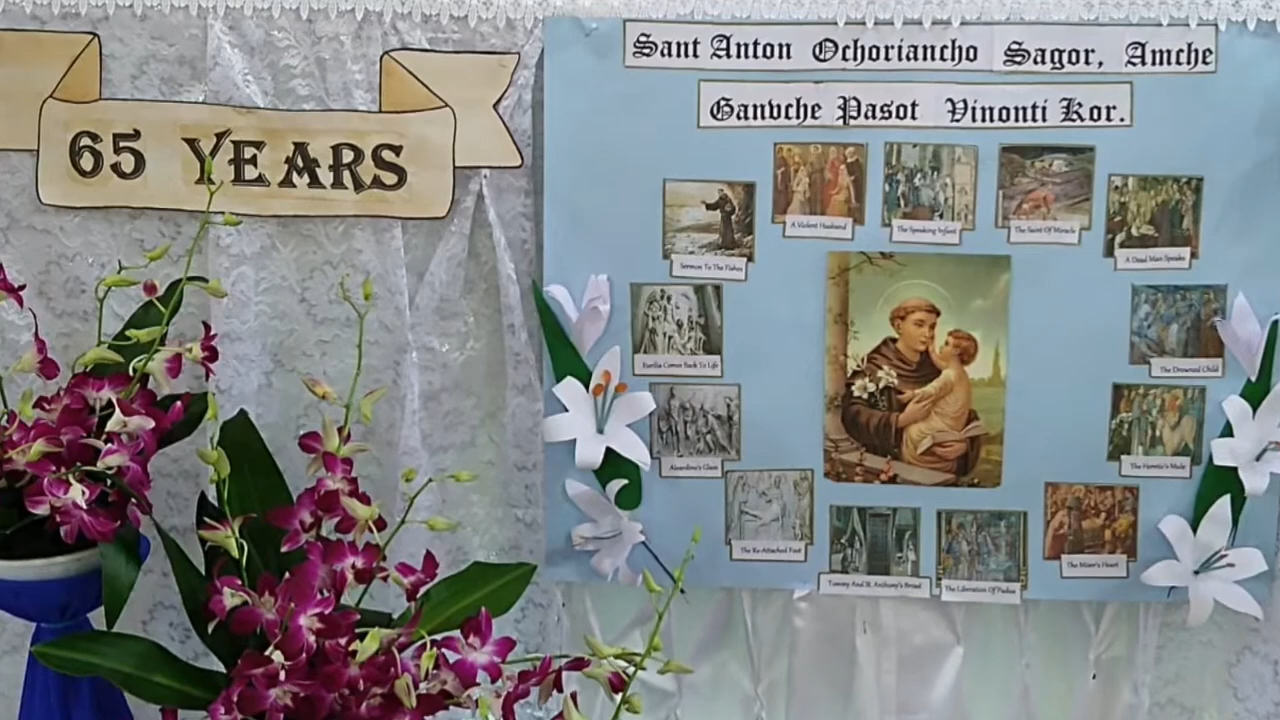 65 YEARS
Sant Anton Ochoriancho Sagor, Amche
Ganvche Pasot Vinonti Kor.
A Violent Husband
The Speaking Infant
The Saint Of Miracle
A Dead Man Speaks
Sermon To The Fishes
The Drowned Child
Eurilia Comes Back To Life
The Heretic's Mule
Aleardino's Glass
The Miser's Heart
The Re-Attached Foot
Tommy And St. Anthony's Bread
The Liberation Of Padua